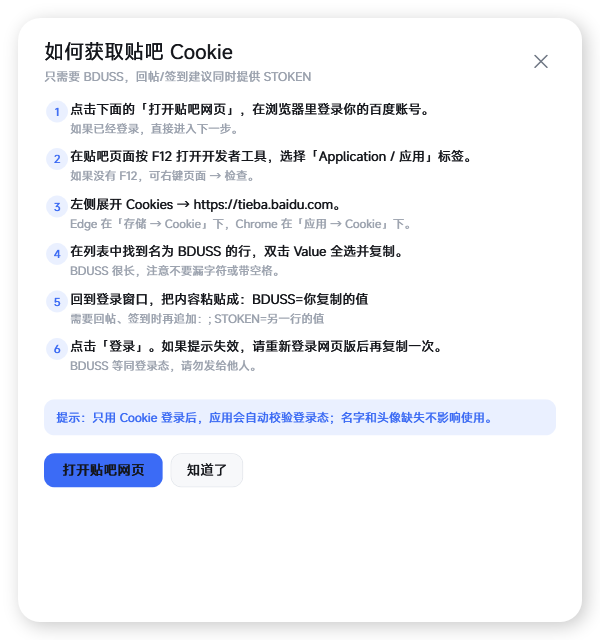 如何获取贴吧 Cookie
只需要 BDUSS，回帖/签到建议同时提供 STOKEN
1 点击下面的「打开贴吧网页」，在浏览器里登录你的百度账号。
如果已经登录，直接进入下一步。
2 在贴吧页面按 F12 打开开发者工具，选择「Application / 应用」标签。
如果没有 F12，可右键页面 → 检查。
3 左侧展开 Cookies → https://tieba.baidu.com。
Edge 在「存储 → Cookie」下，Chrome 在「应用 → Cookie」下。
4 在列表中找到名为 BDUSS 的行，双击 Value 全选并复制。
BDUSS 很长，注意不要漏字符或带空格。
5 回到登录窗口，把内容粘贴成：BDUSS=你复制的值
需要回帖、签到时再追加：; STOKEN=另一行的值
6 点击「登录」。如果提示失效，请重新登录网页版后再复制一次。
BDUSS 等同登录态，请勿发给他人。
提示：只用 Cookie 登录后，应用会自动校验登录态；名字和头像缺失不影响使用。
打开贴吧网页 知道了